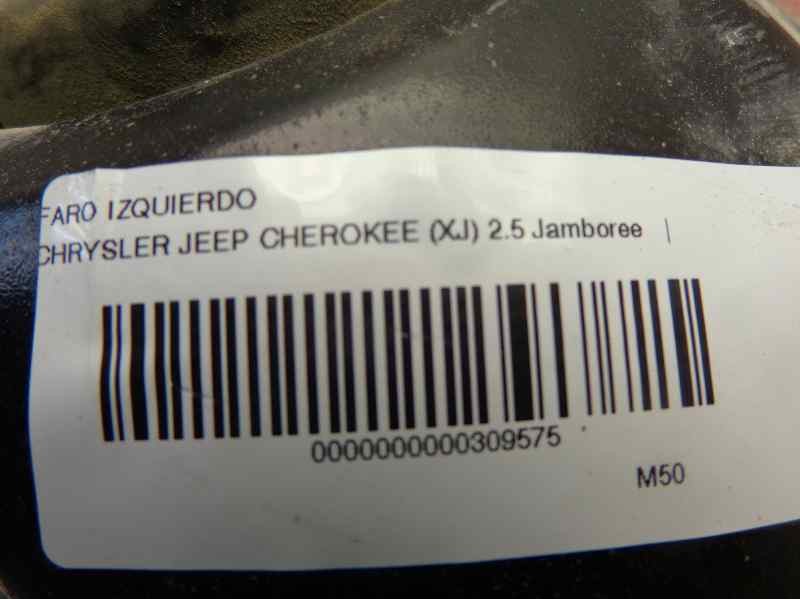 FARO IZQUIERDO
CHRYSLER JEEP CHEROKEE (XJ) 2.5 Jamboree |
0000000000309575
M50